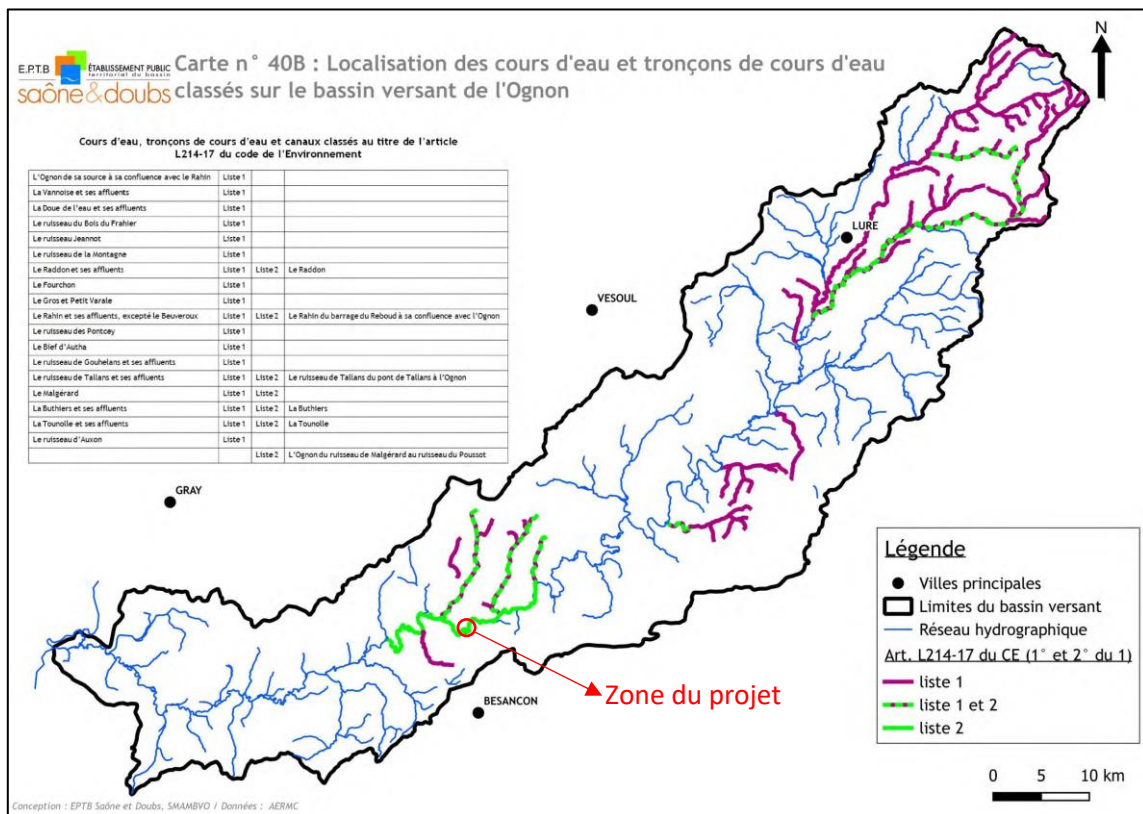 E.P.T.B
ÉTABLISSEMENT PUBLIC
territorial du bassin
saône&doubs
Carte n° 40B : Localisation des cours d'eau et tronçons de cours d'eau
classés sur le bassin versant de l'Ognon
N
Cours d'eau, tronçons de cours d'eau et canaux classés au titre de l'article
L214-17 du code de l'Environnement
L'Ognon de sa source à sa confluence avec le Rahin Liste 1
La Vannoise et ses affluents Liste 1
La Doue de l'eau et ses affluents Liste 1
Le ruisseau du Bois du Frahier Liste 1
Le ruisseau Jeannot Liste 1
Le ruisseau de la Montagne Liste 1
Le Raddon et ses affluents Liste 1 Liste 2 Le Raddon
Le Fourchon Liste 1
Le Gros et Petit Varale Liste 1
Le Rahin et ses affluents, excepté le Beuveroux Liste 1 Liste 2 Le Rahin du barrage du Reboud à sa confluence avec l'Ognon
Le ruisseau des Pontcey Liste 1
Le Bief d'Autha Liste 1
Le ruisseau de Gouhelans et ses affluents Liste 1
Le ruisseau de Tallans et ses affluents Liste 1 Liste 2 Le ruisseau de Tallans du pont de Tallans à l'Ognon
Le Malgérard Liste 1 Liste 2
La Buthiers et ses affluents Liste 1 Liste 2 La Buthiers
La Tounolle et ses affluents Liste 1 Liste 2 La Tounolle
Le ruisseau d'Auxon Liste 1
Liste 2 L'Ognon du ruisseau de Malgérard au ruisseau du Poussot
LURE
VESOUL
GRAY
BESANCON
Zone du projet
Légende
Villes principales
Limites du bassin versant
Réseau hydrographique
Art. L214-17 du CE (1° et 2° du 1)
liste 1
liste 1 et 2
liste 2
0 5 10 km
Conception : EPTB Saône et Doubs, SMAMBVO / Données : AERMC